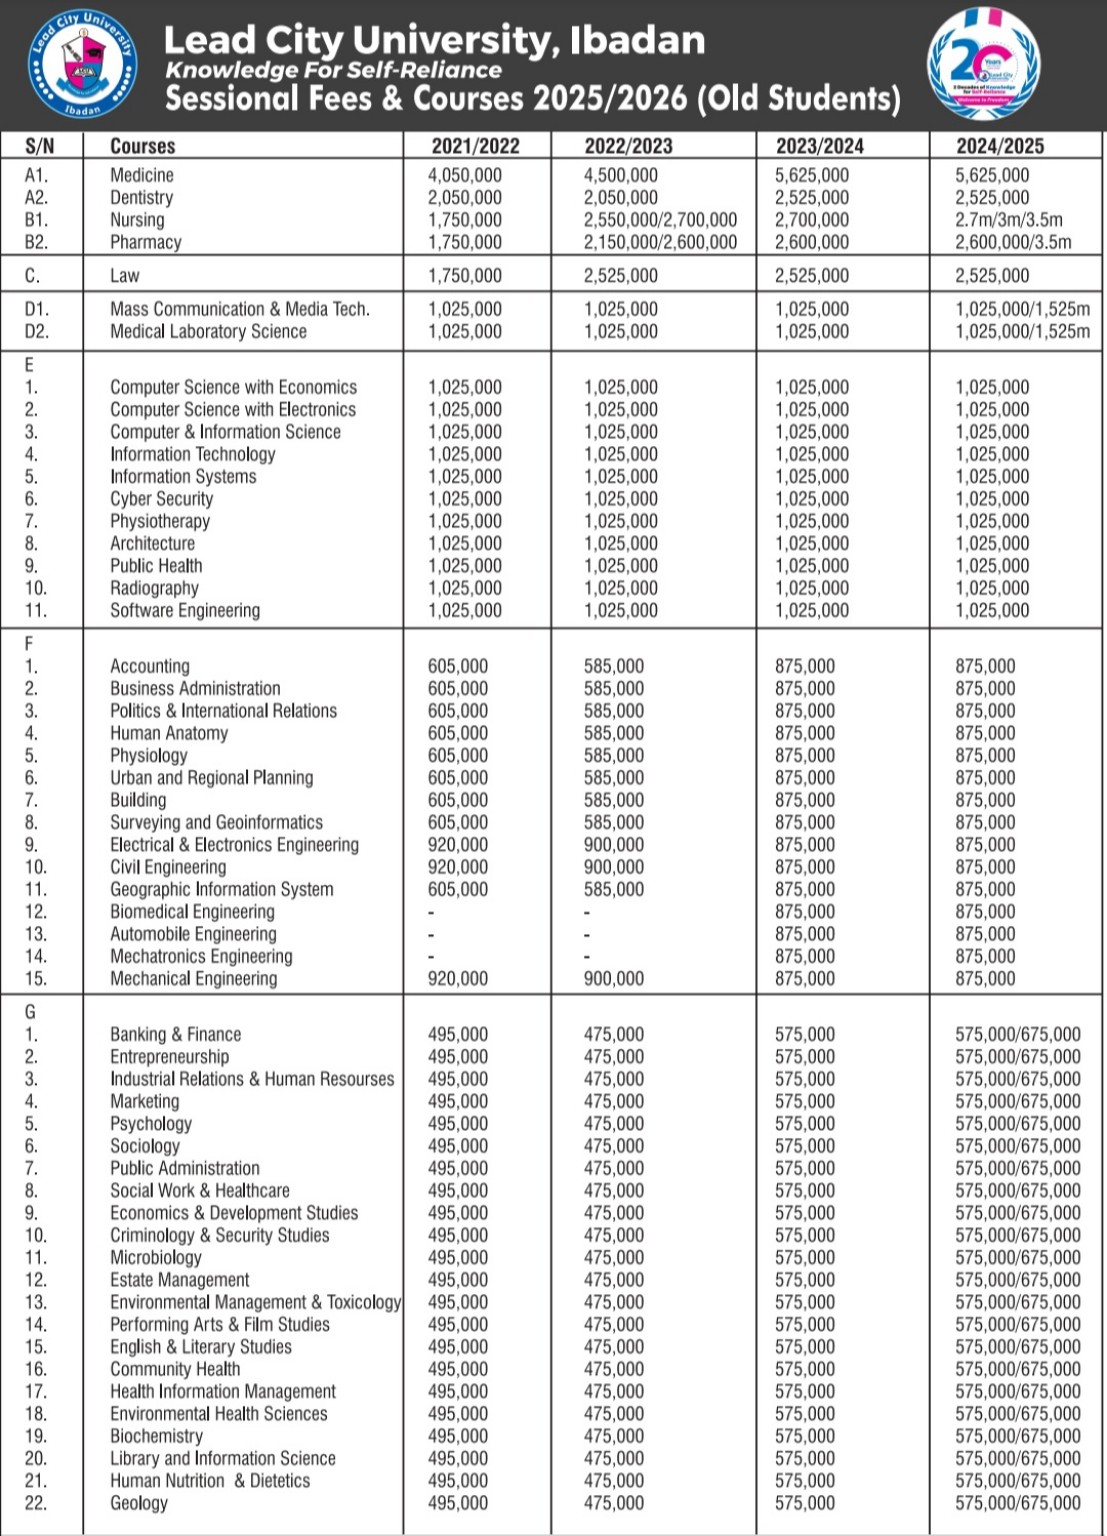 Lead City University
Ibadan
Lead City University, Ibadan
Knowledge For Self-Reliance
Sessional Fees & Courses 2025/2026 (Old Students)
Years
Lead City
2 Decades of Knowledge
for Self-Reliance
Welcome to Freedom
S/N Courses 2021/2022 2022/2023 2023/2024 2024/2025
A1. Medicine 4,050,000 4,500,000 5,625,000 5,625,000
A2. Dentistry 2,050,000 2,050,000 2,525,000 2,525,000
B1. Nursing 1,750,000 2,550,000/2,700,000 2,700,000 2.7m/3m/3.5m
B2. Pharmacy 1,750,000 2,150,000/2,600,000 2,600,000 2,600,000/3.5m
C. Law 1,750,000 2,525,000 2,525,000 2,525,000
D1. Mass Communication & Media Tech. 1,025,000 1,025,000 1,025,000 1,025,000/1,525m
D2. Medical Laboratory Science 1,025,000 1,025,000 1,025,000 1,025,000/1,525m
E
1. Computer Science with Economics 1,025,000 1,025,000 1,025,000 1,025,000
2. Computer Science with Electronics 1,025,000 1,025,000 1,025,000 1,025,000
3. Computer & Information Science 1,025,000 1,025,000 1,025,000 1,025,000
4. Information Technology 1,025,000 1,025,000 1,025,000 1,025,000
5. Information Systems 1,025,000 1,025,000 1,025,000 1,025,000
6. Cyber Security 1,025,000 1,025,000 1,025,000 1,025,000
7. Physiotherapy 1,025,000 1,025,000 1,025,000 1,025,000
8. Architecture 1,025,000 1,025,000 1,025,000 1,025,000
9. Public Health 1,025,000 1,025,000 1,025,000 1,025,000
10. Radiography 1,025,000 1,025,000 1,025,000 1,025,000
11. Software Engineering 1,025,000 1,025,000 1,025,000 1,025,000
F
1. Accounting 605,000 585,000 875,000 875,000
2. Business Administration 605,000 585,000 875,000 875,000
3. Politics & International Relations 605,000 585,000 875,000 875,000
4. Human Anatomy 605,000 585,000 875,000 875,000
5. Physiology 605,000 585,000 875,000 875,000
6. Urban and Regional Planning 605,000 585,000 875,000 875,000
7. Building 605,000 585,000 875,000 875,000
8. Surveying and Geoinformatics 605,000 585,000 875,000 875,000
9. Electrical & Electronics Engineering 920,000 900,000 875,000 875,000
10. Civil Engineering 920,000 900,000 875,000 875,000
11. Geographic Information System 605,000 585,000 875,000 875,000
12. Biomedical Engineering - - 875,000 875,000
13. Automobile Engineering - - 875,000 875,000
14. Mechatronics Engineering - - 875,000 875,000
15. Mechanical Engineering 920,000 900,000 875,000 875,000
G
1. Banking & Finance 495,000 475,000 575,000 575,000/675,000
2. Entrepreneurship 495,000 475,000 575,000 575,000/675,000
3. Industrial Relations & Human Resourses 495,000 475,000 575,000 575,000/675,000
4. Marketing 495,000 475,000 575,000 575,000/675,000
5. Psychology 495,000 475,000 575,000 575,000/675,000
6. Sociology 495,000 475,000 575,000 575,000/675,000
7. Public Administration 495,000 475,000 575,000 575,000/675,000
8. Social Work & Healthcare 495,000 475,000 575,000 575,000/675,000
9. Economics & Development Studies 495,000 475,000 575,000 575,000/675,000
10. Criminology & Security Studies 495,000 475,000 575,000 575,000/675,000
11. Microbiology 495,000 475,000 575,000 575,000/675,000
12. Estate Management 495,000 475,000 575,000 575,000/675,000
13. Environmental Management & Toxicology 495,000 475,000 575,000 575,000/675,000
14. Performing Arts & Film Studies 495,000 475,000 575,000 575,000/675,000
15. English & Literary Studies 495,000 475,000 575,000 575,000/675,000
16. Community Health 495,000 475,000 575,000 575,000/675,000
17. Health Information Management 495,000 475,000 575,000 575,000/675,000
18. Environmental Health Sciences 495,000 475,000 575,000 575,000/675,000
19. Biochemistry 495,000 475,000 575,000 575,000/675,000
20. Library and Information Science 495,000 475,000 575,000 575,000/675,000
21. Human Nutrition & Dietetics 495,000 475,000 575,000 575,000/675,000
22. Geology 495,000 475,000 575,000 575,000/675,000